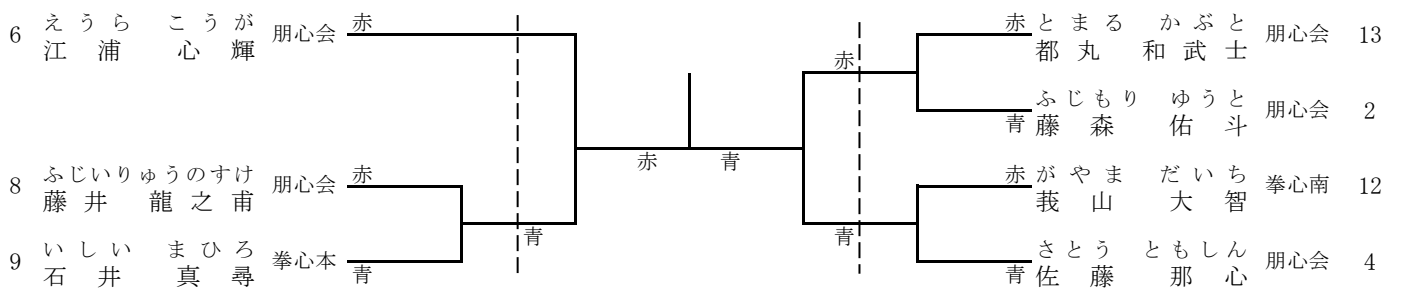 6 えうら こうが 朋心会 赤
江浦 心輝
8 ふじいりゅうのすけ 朋心会 赤
藤井 龍之甫
9 いしい まひろ 拳心本 青
石井 真尋
青
赤 青
赤
青
赤 とまる かぶと 朋心会 13
都丸 和武士
ふじもり ゆうと 朋心会 2
青 藤森 佑斗
赤 がやま だいち 拳心南 12
莪山 大智
さとう ともしん 朋心会 4
青 佐藤 那心